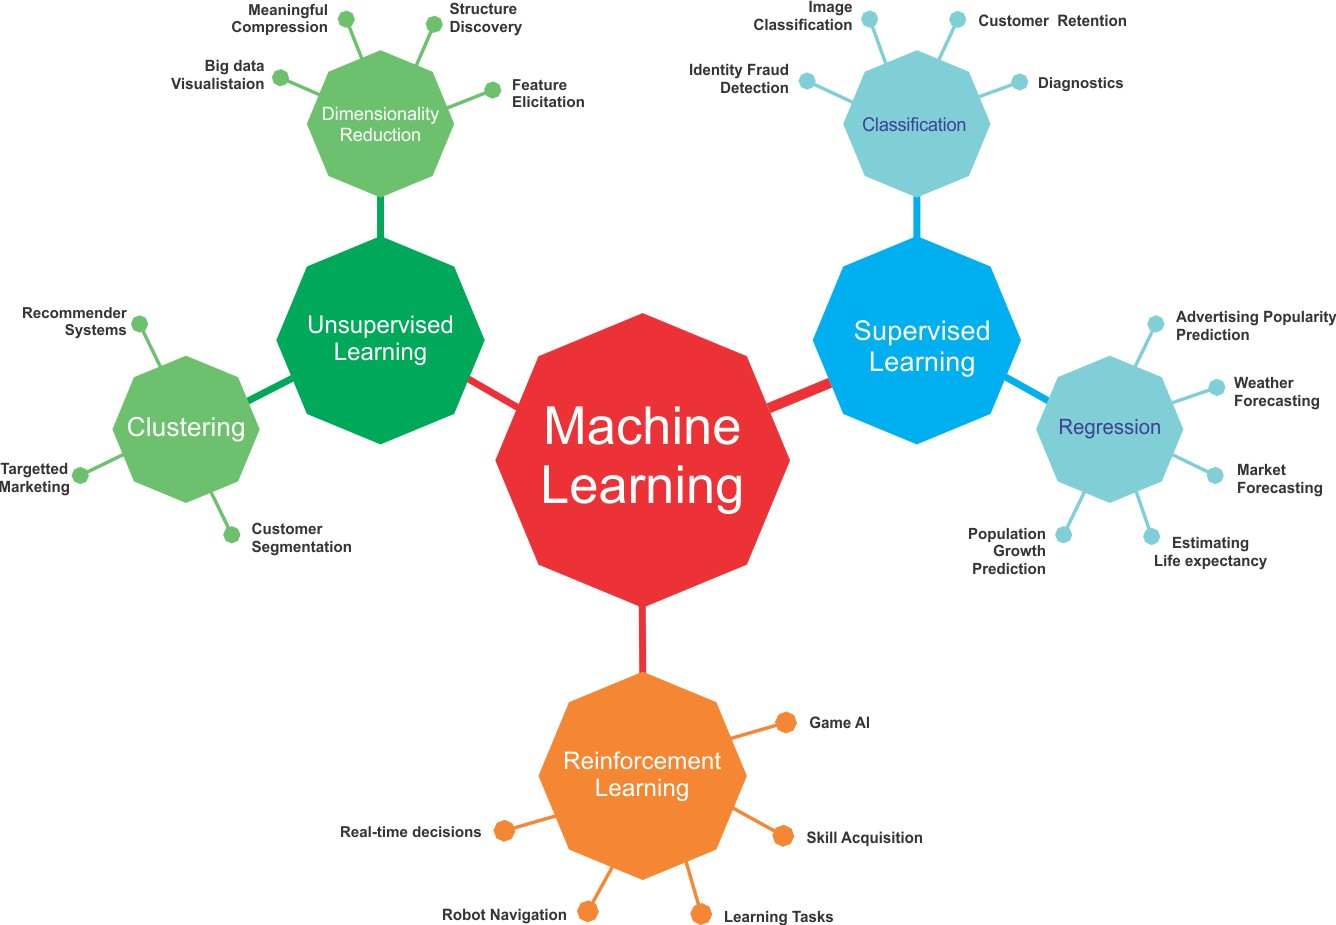 Meaningful
Compression
Structure
Discovery
Big data
Visualistaion
Feature
Elicitation
Dimensionality
Reduction
Image
Classification
Customer Retention
Identity Fraud
Detection
Diagnostics
Classification
Unsupervised
Learning
Supervised
Learning
Recommender
Systems
Clustering
Targetted
Marketing
Customer
Segmentation
Machine
Learning
Advertising Popularity
Prediction
Weather
Forecasting
Regression
Market
Forecasting
Population
Growth
Prediction
Estimating
Life expectancy
Reinforcement
Learning
Game AI
Real-time decisions
Skill Acquisition
Robot Navigation
Learning Tasks